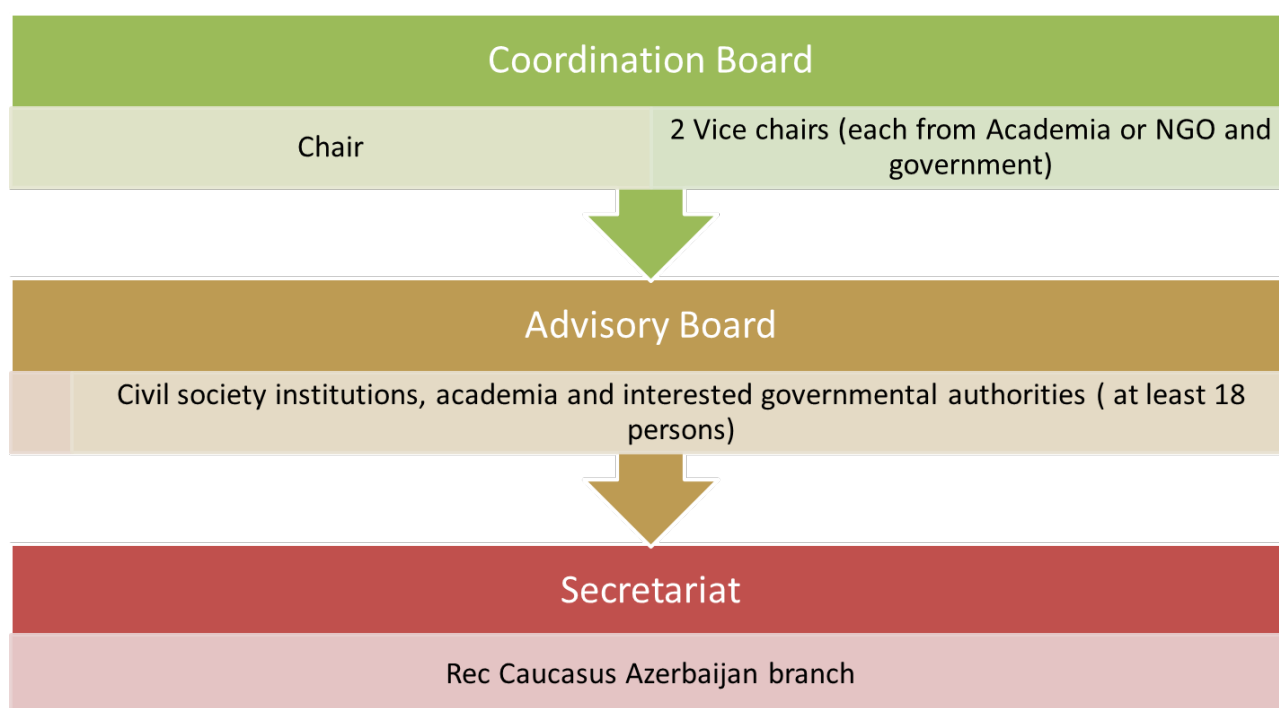 Coordination Board
Chair
2 Vice chairs (each from Academia or NGO and
government)
Advisory Board
Civil society institutions, academia and interested governmental authorities ( at least 18
persons)
Secretariat
Rec Caucasus Azerbaijan branch